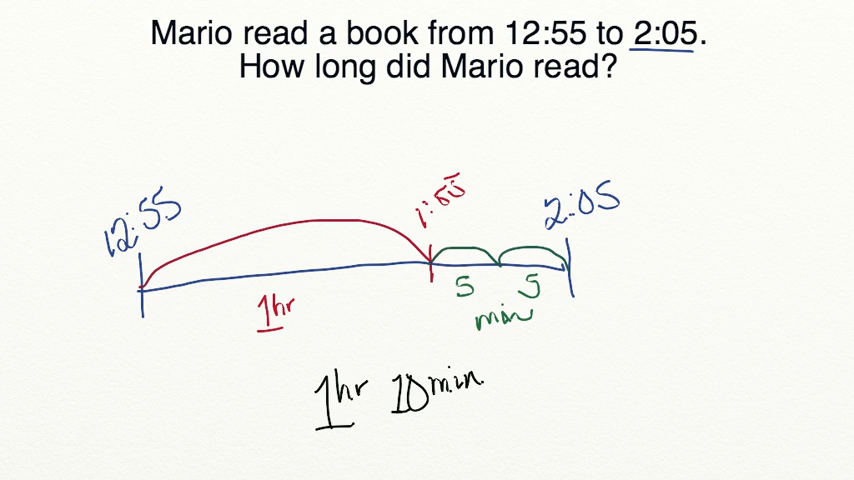 Mario read a book from 12:55 to 2:05.
How long did Mario read?
12:55
1:55
2:05
1hr
5 5
min
1hr 10min.